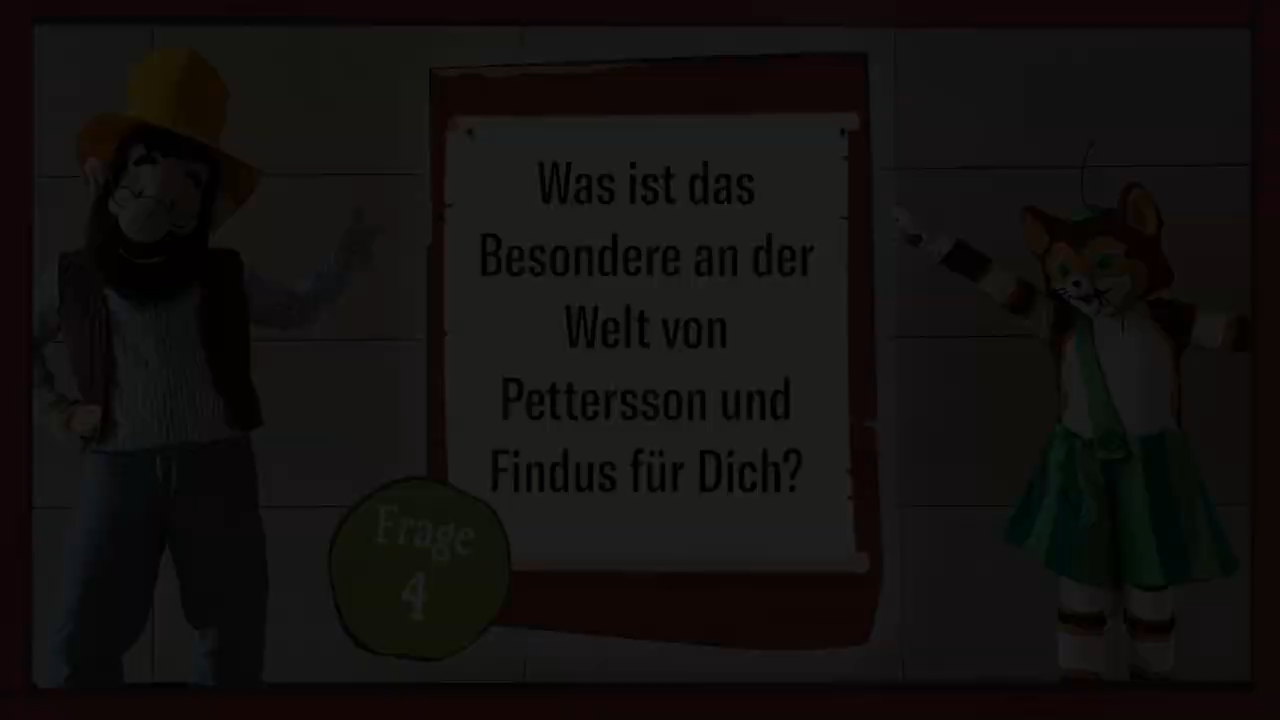 Was ist das
Besondere an der
Welt von
Pettersson und
Findus für Dich?
Frage
4